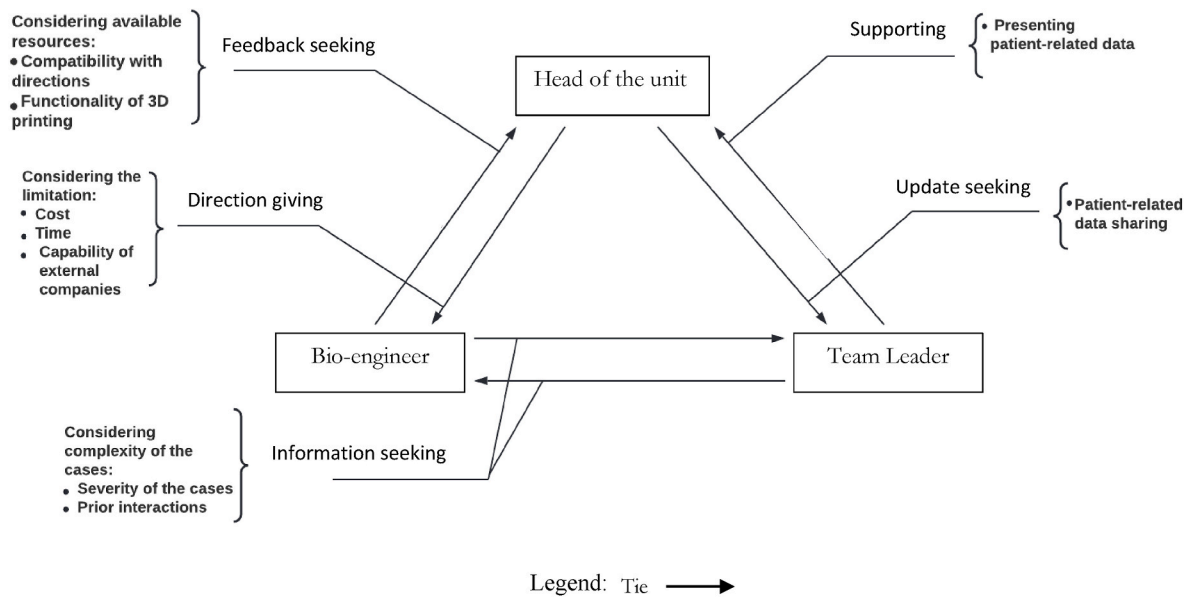 Considering available
resources:
• Compatibility with
directions
• Functionality of 3D
printing
Feedback seeking
Head of the unit
Supporting
• Presenting
patient-related data
Considering the
limitation:
• Cost
• Time
• Capability of
external
companies
Direction giving
Update seeking
• Patient-related
data sharing
Bio-engineer
Team Leader
Considering
complexity of the
cases:
• Severity of the cases
• Prior interactions
Information seeking
Legend: Tie